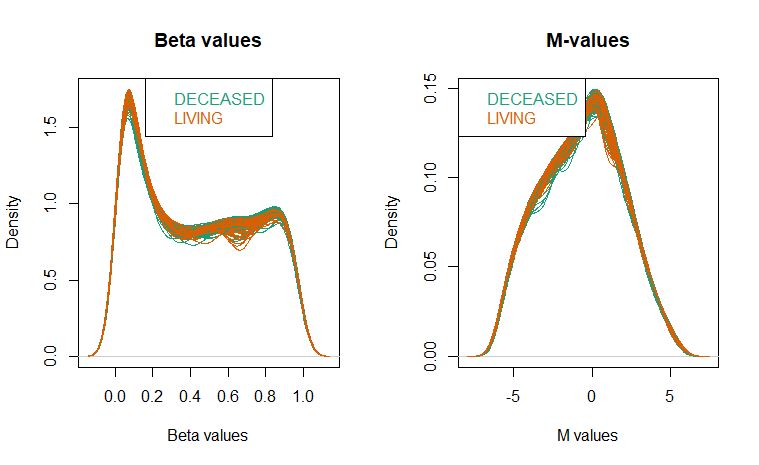 Beta values
DECEASED
LIVING
Density
0.0
0.5
1.0
1.5
0.0 0.2 0.4 0.6 0.8 1.0
Beta values
M-values
DECEASED
LIVING
Density
0.00
0.05
0.10
0.15
-5 0 5
M values